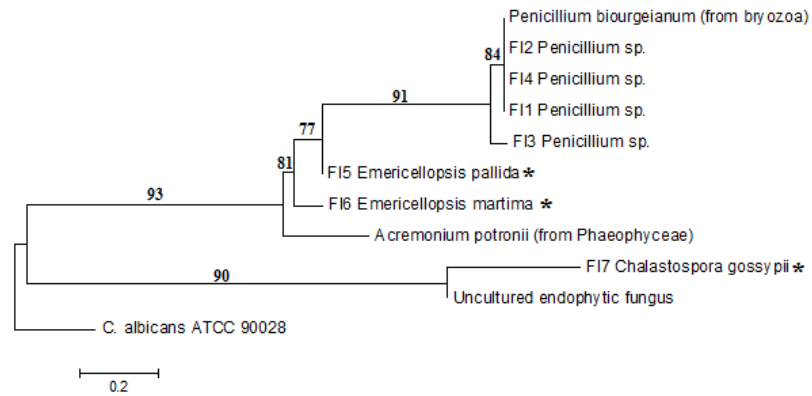 Penicillium biourgeianum (from bryozoa)
84
FI2 Penicillium sp.
FI4 Penicillium sp.
91
FI1 Penicillium sp.
77
FI3 Penicillium sp.
81
FI5 Emericellopsis pallida *
93
FI6 Emericellopsis martima *
Acremonium potronii (from Phaeophyceae)
90
FI7 Chalastospora gossypii *
Uncultured endophytic fungus
C. albicans ATCC 90028
0.2